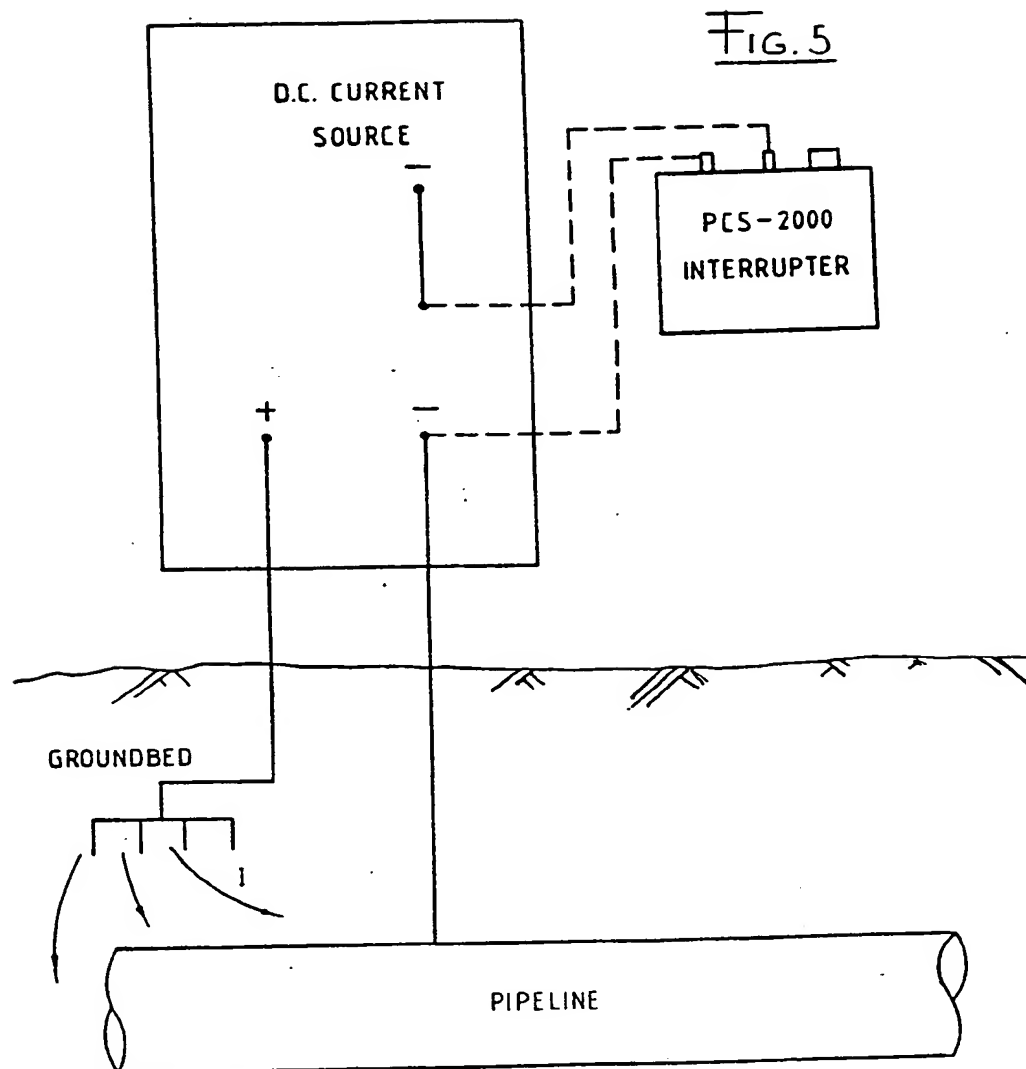 FIG. 5
D.C. CURRENT
SOURCE
−
PCS-2000
INTERRUPTER
+
−
GROUNDBED
I
PIPELINE